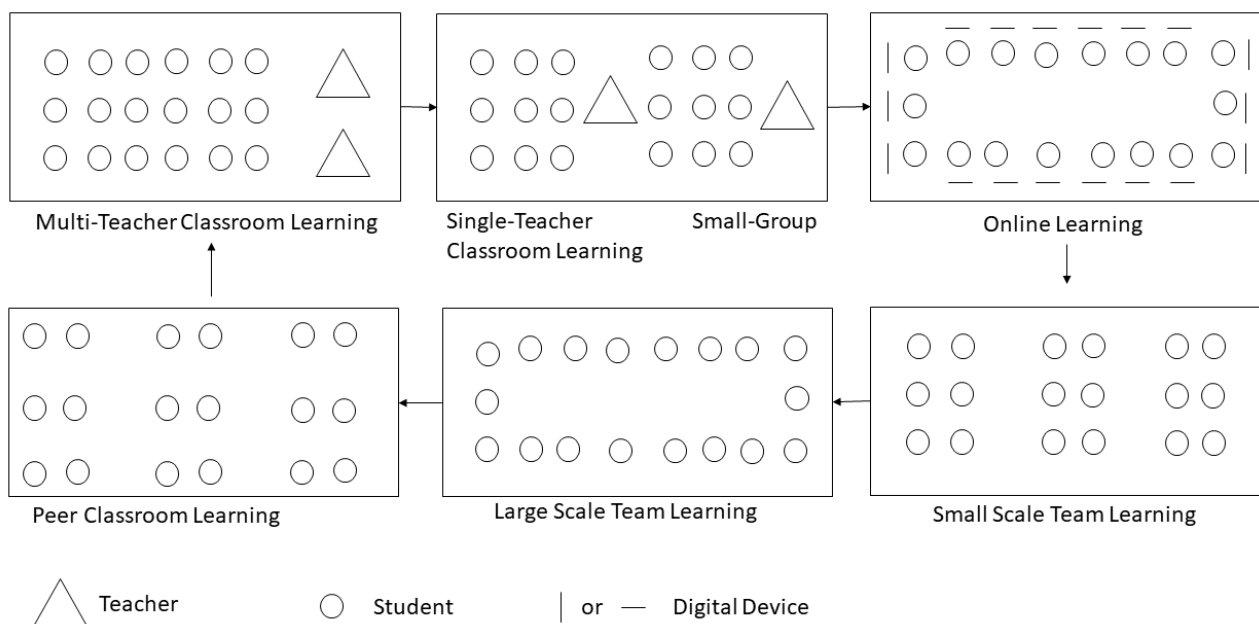 Multi-Teacher Classroom Learning
Single-Teacher
Classroom Learning
Small-Group
Online Learning
Peer Classroom Learning
Large Scale Team Learning
Small Scale Team Learning
Teacher
Student
| or — Digital Device